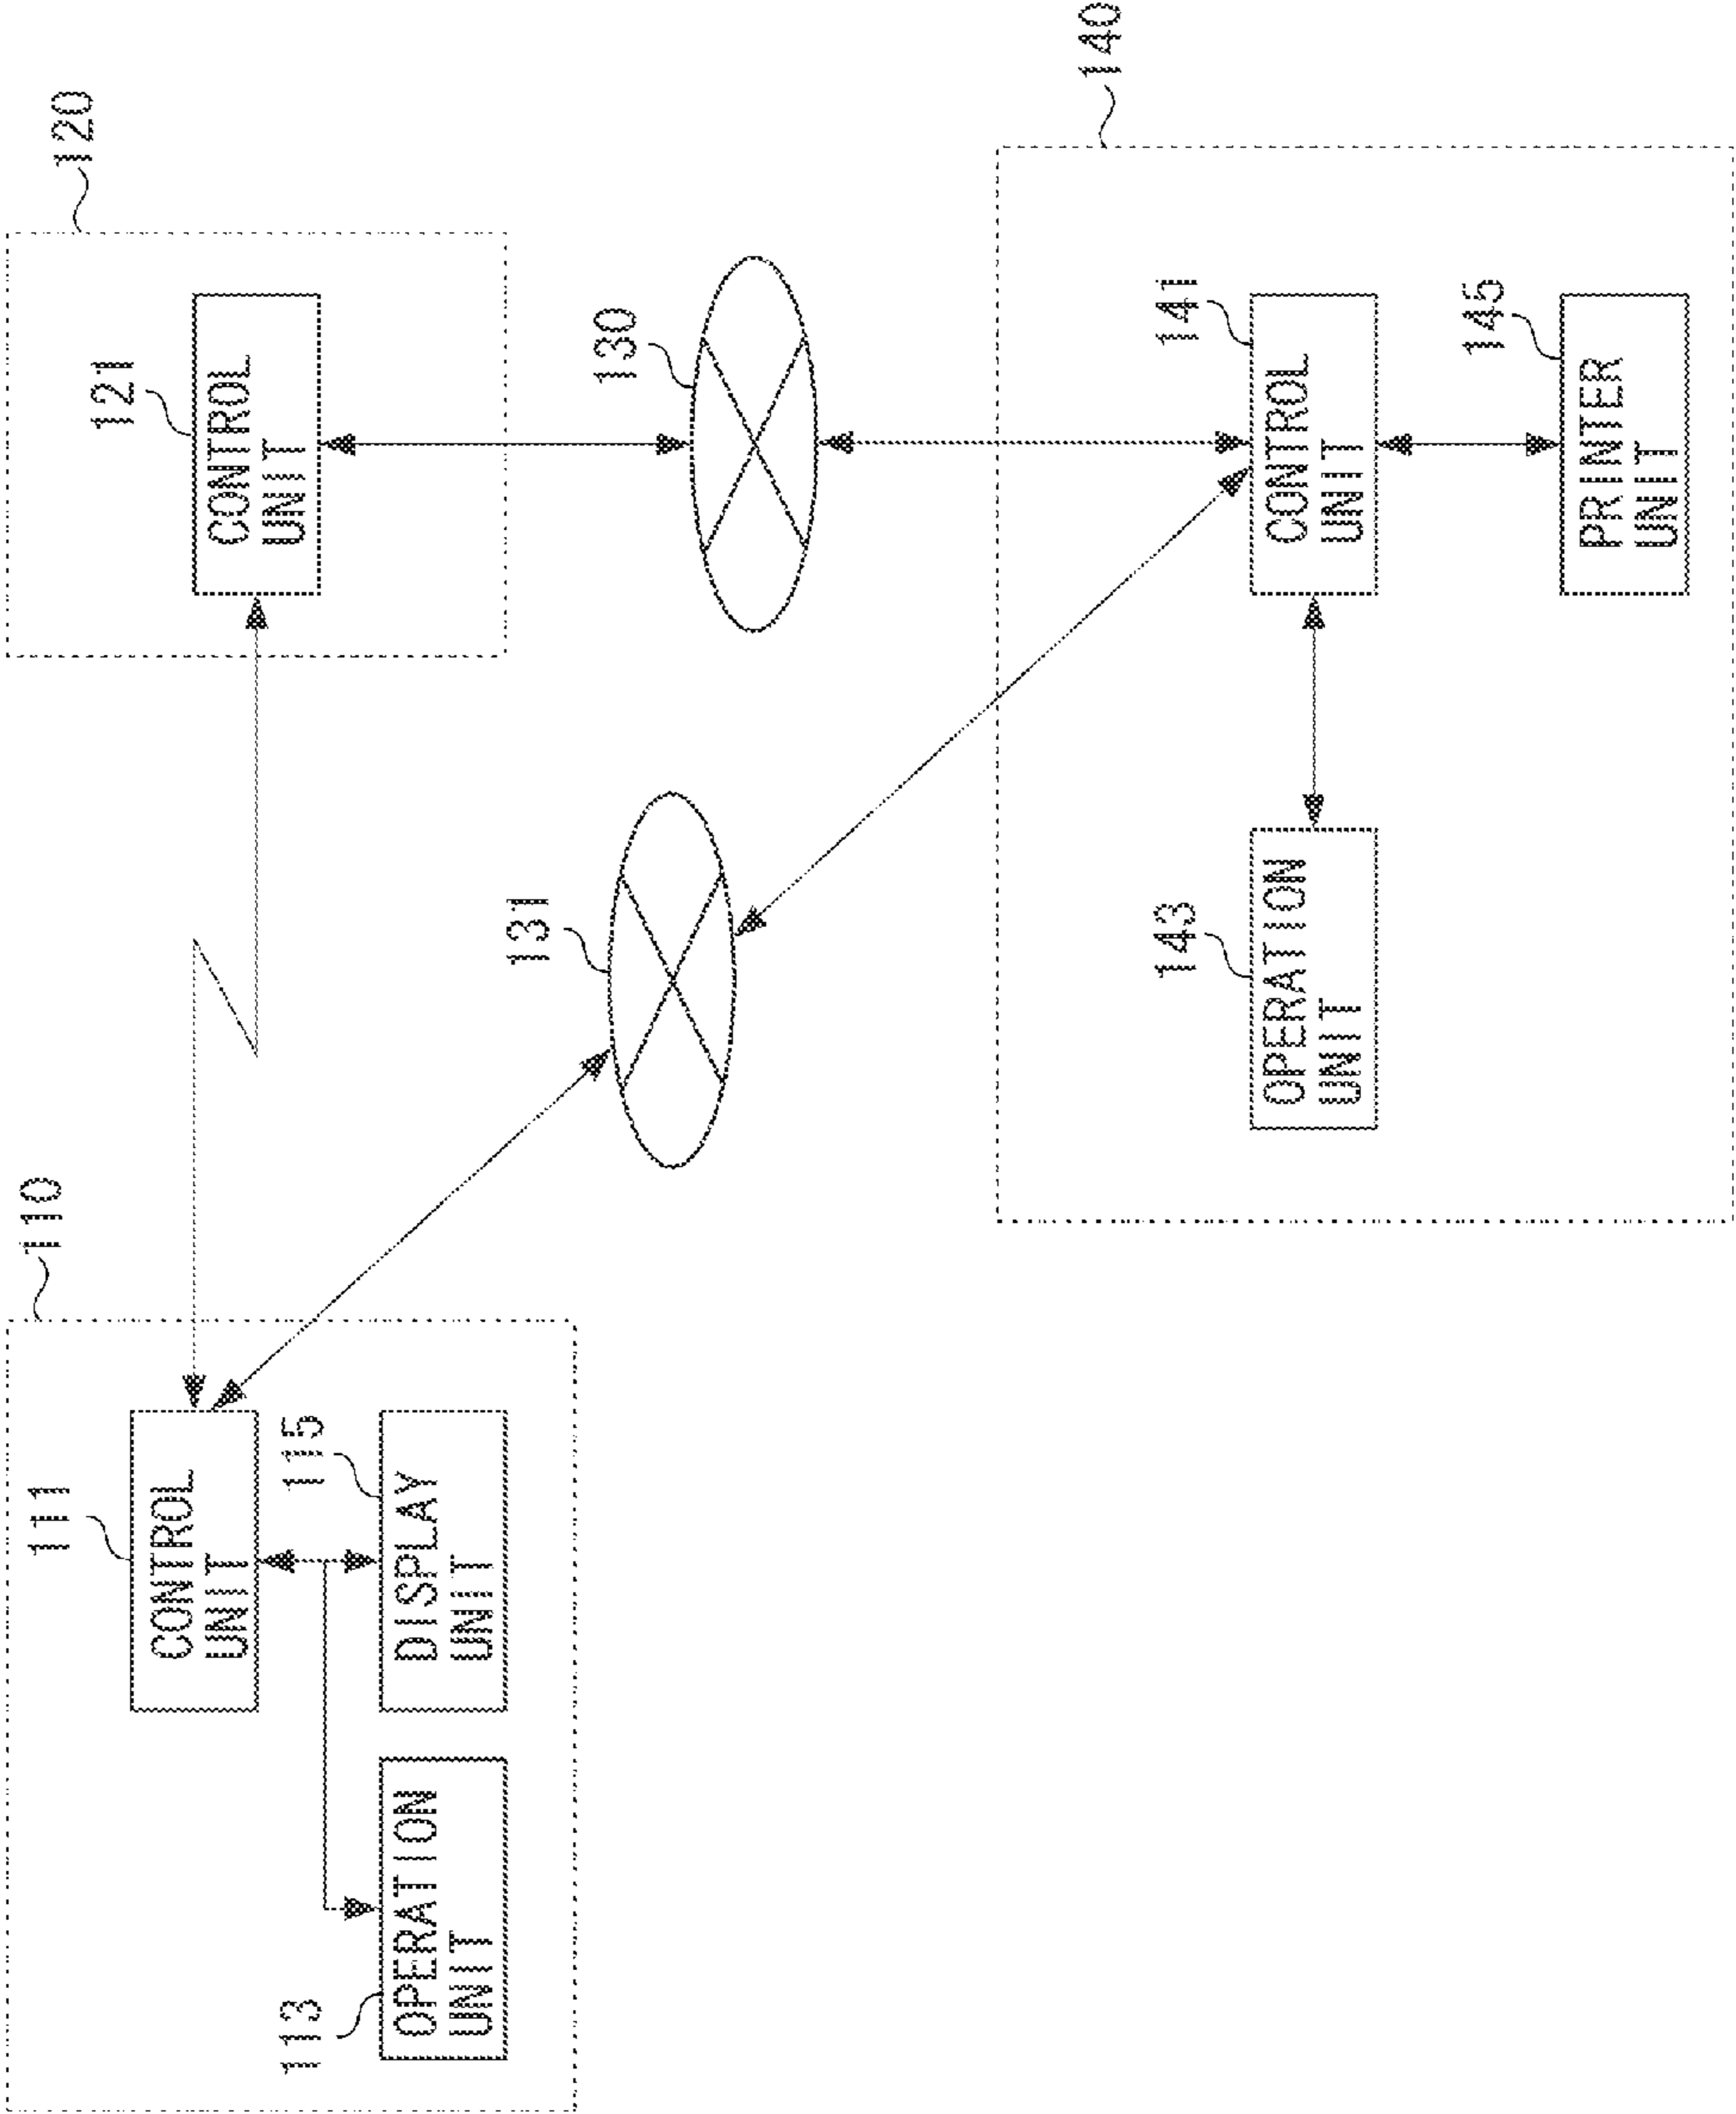 110
111
CONTROL
UNIT
113
OPERATION
UNIT
115
DISPLAY
UNIT
120
121
CONTROL
UNIT
131
130
140
143
OPERATION
UNIT
141
CONTROL
UNIT
145
PRINTER
UNIT